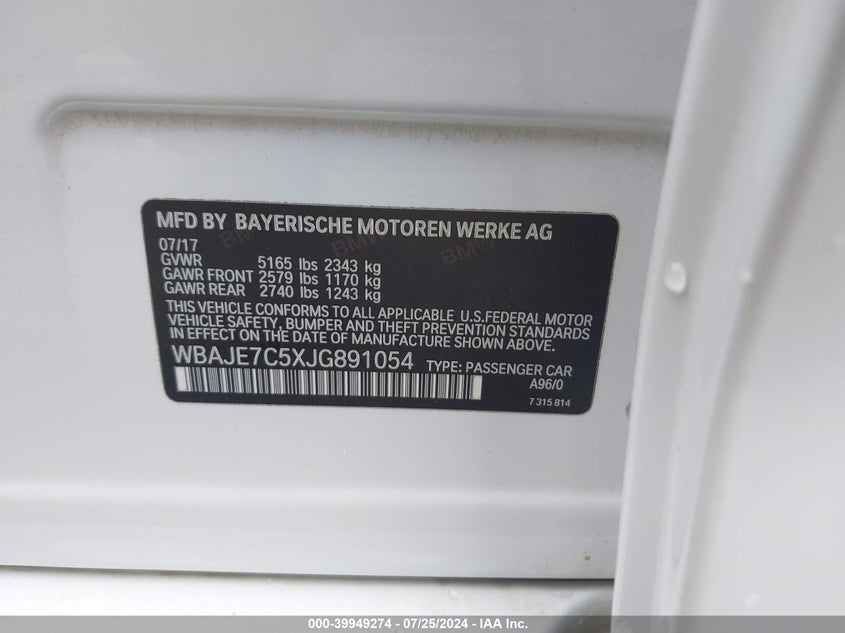 MFD BY BAYERISCHE MOTOREN WERKE AG
07/17
GVWR 5165 lbs 2343 kg
GAWR FRONT 2579 lbs 1170 kg
GAWR REAR 2740 lbs 1243 kg
THIS VEHICLE CONFORMS TO ALL APPLICABLE U.S.FEDERAL MOTOR
VEHICLE SAFETY, BUMPER AND THEFT PREVENTION STANDARDS
IN EFFECT ON THE DATE OF MANUFACTURE SHOWN ABOVE.
WBAJE7C5XJG891054 TYPE: PASSENGER CAR
A96/0
7 315 814
000-39949274 - 07/25/2024 - IAA Inc.